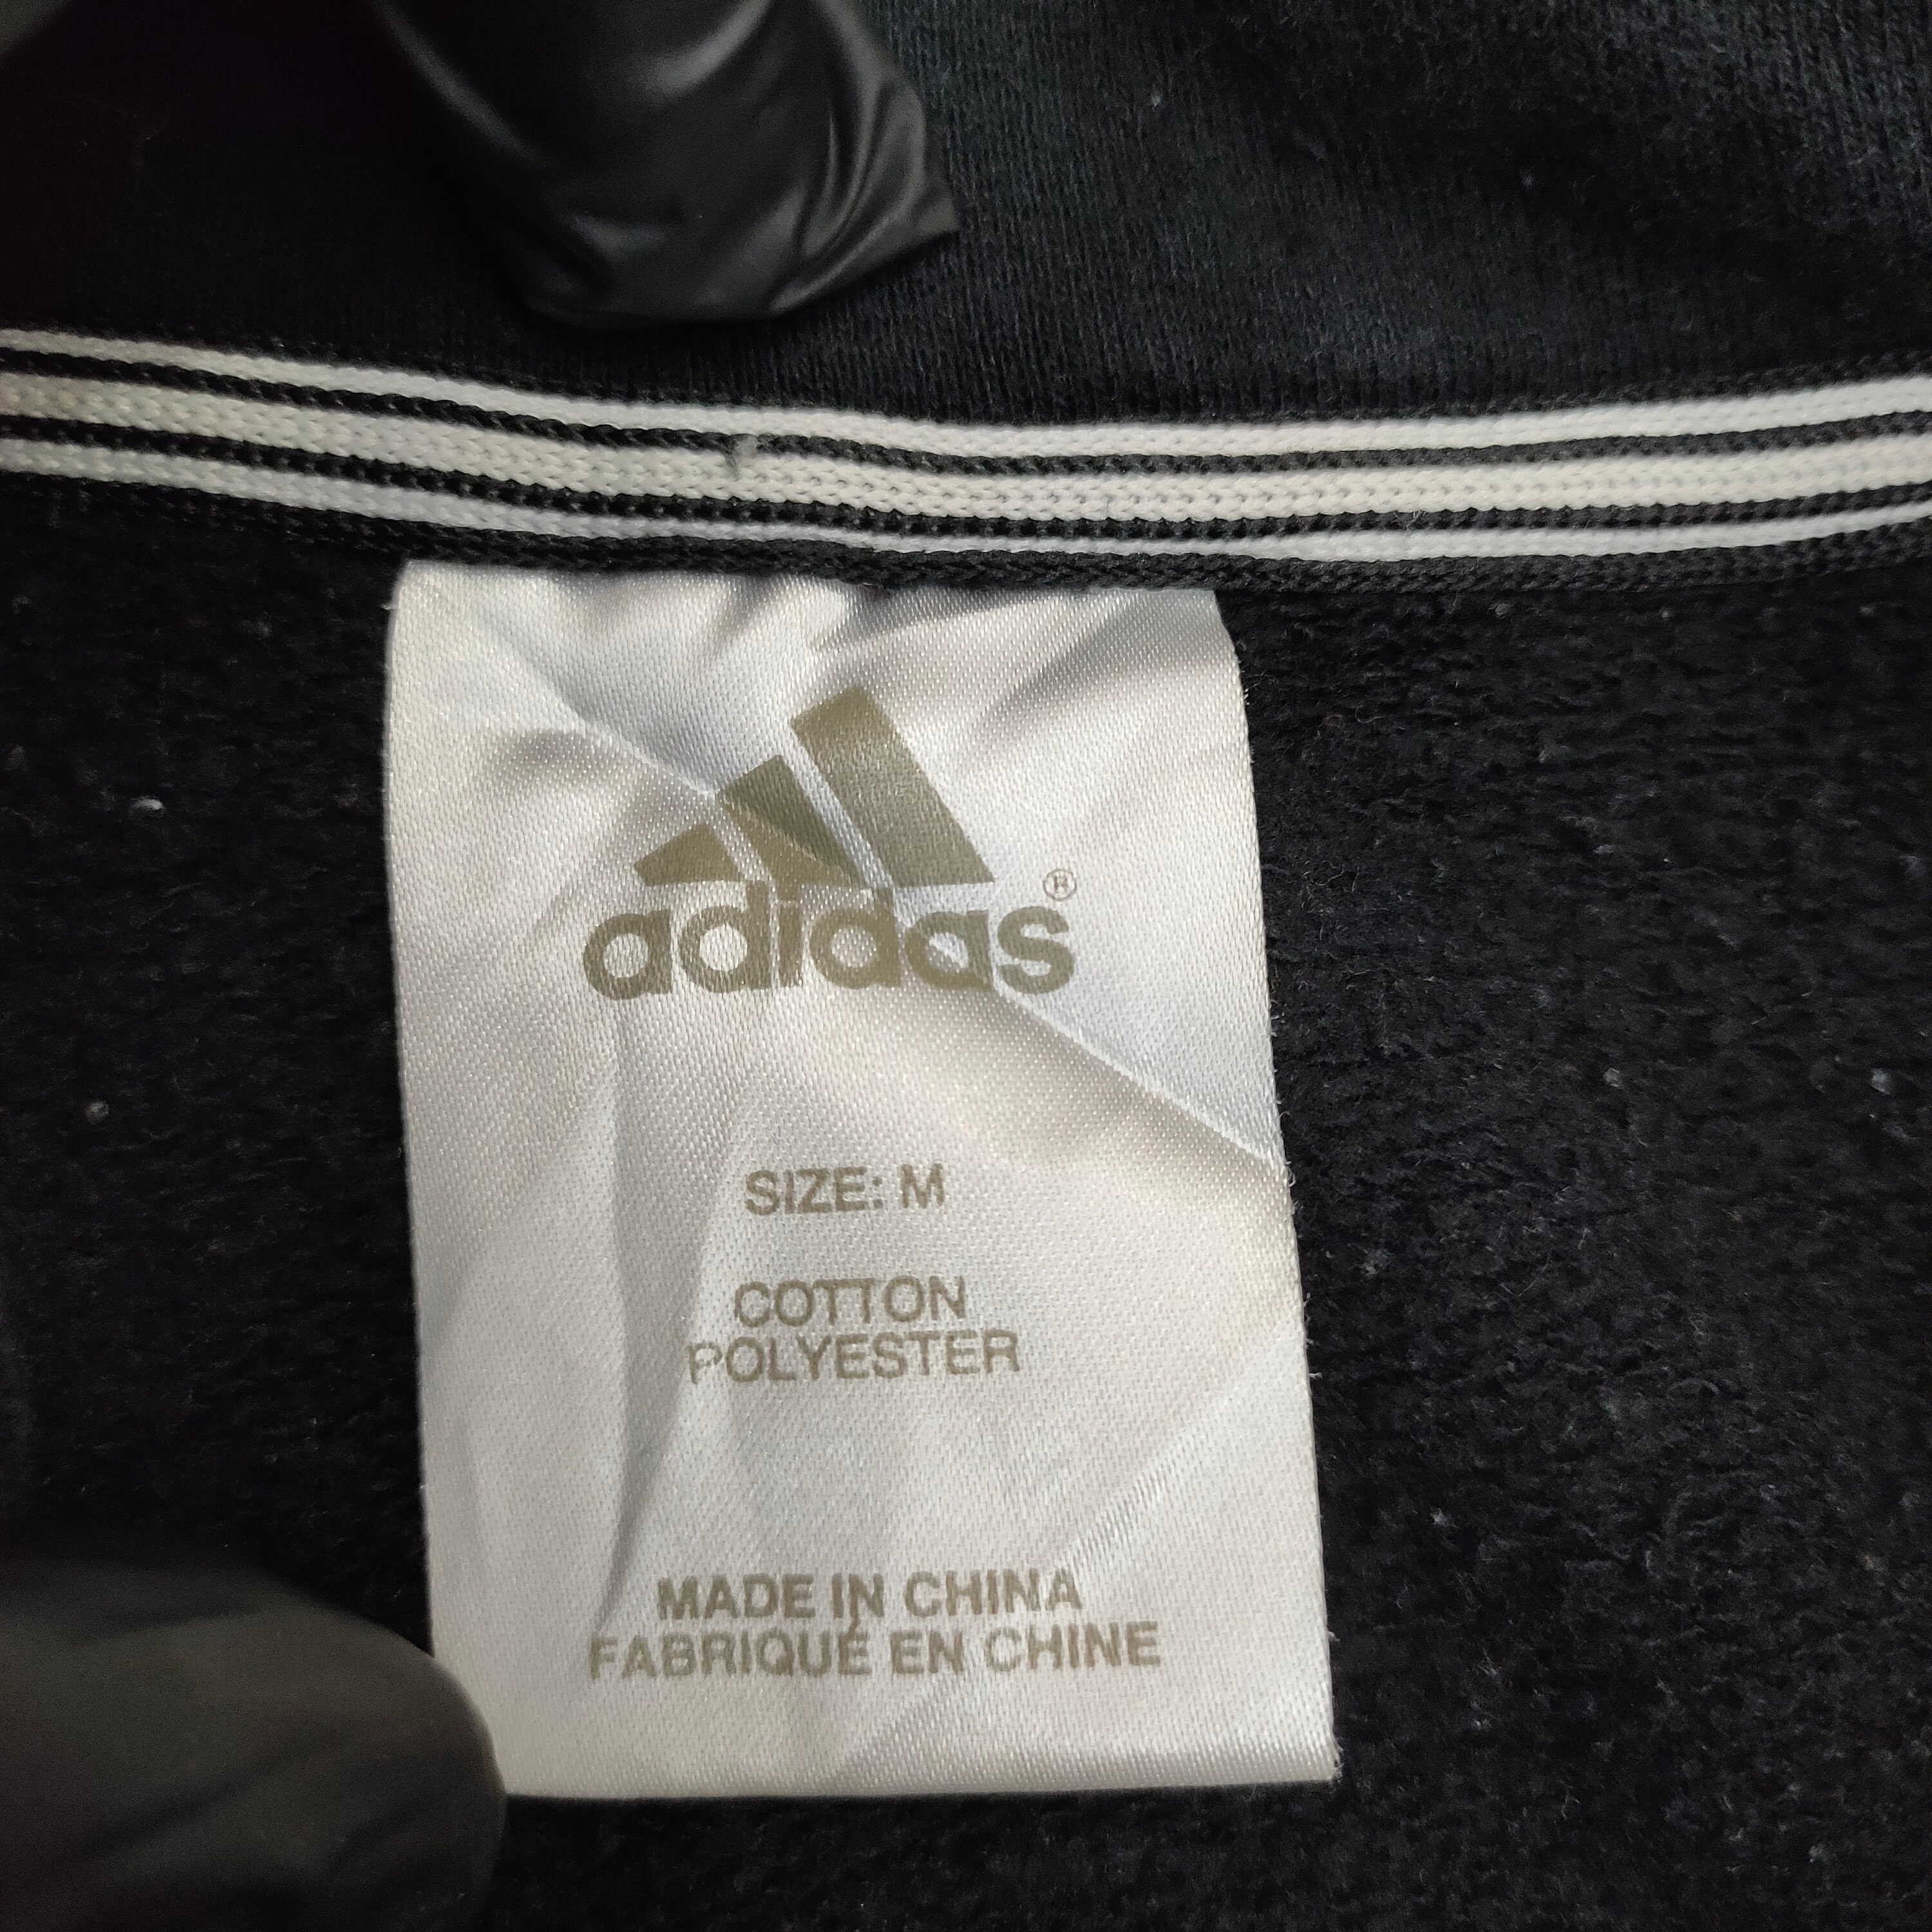 adidas®
SIZE: M
COTTON
POLYESTER
MADE IN CHINA
FABRIQUÉ EN CHINE